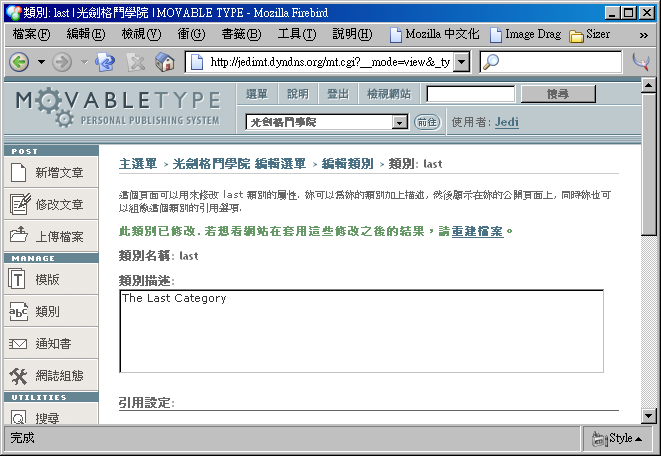 類別: last | 光劍格鬥學院 | MOVABLE TYPE - Mozilla Firebird
檔案(F) 編輯(E) 檢視(V) 衝(G) 書籤(B) 工具(T) 說明(H) Mozilla 中文化 Image Drag Sizer »
http://jedimt.dyndns.org/mt.cgi?__mode=view&_ty
MOVABLETYPE
PERSONAL PUBLISHING SYSTEM
選單 說明 登出 檢視網站 搜尋
光劍格鬥學院 前往 使用者: Jedi
POST
新增文章
修改文章
上傳檔案
MANAGE
模版
類別
通知書
網誌組態
UTILITIES
搜尋
主選單 > 光劍格鬥學院 編輯選單 > 編輯類別 > 類別: last
這個頁面可以用來修改 last 類別的屬性. 妳可以為妳的類別加上描述, 然後顯示在妳的公開頁面上, 同時妳也可
以組態這個類別的引用選項.
此類別已修改. 若想看網站在套用這些修改之後的結果，請重建檔案。
類別名稱: last
類別描述:
The Last Category
引用設定:
完成 Style